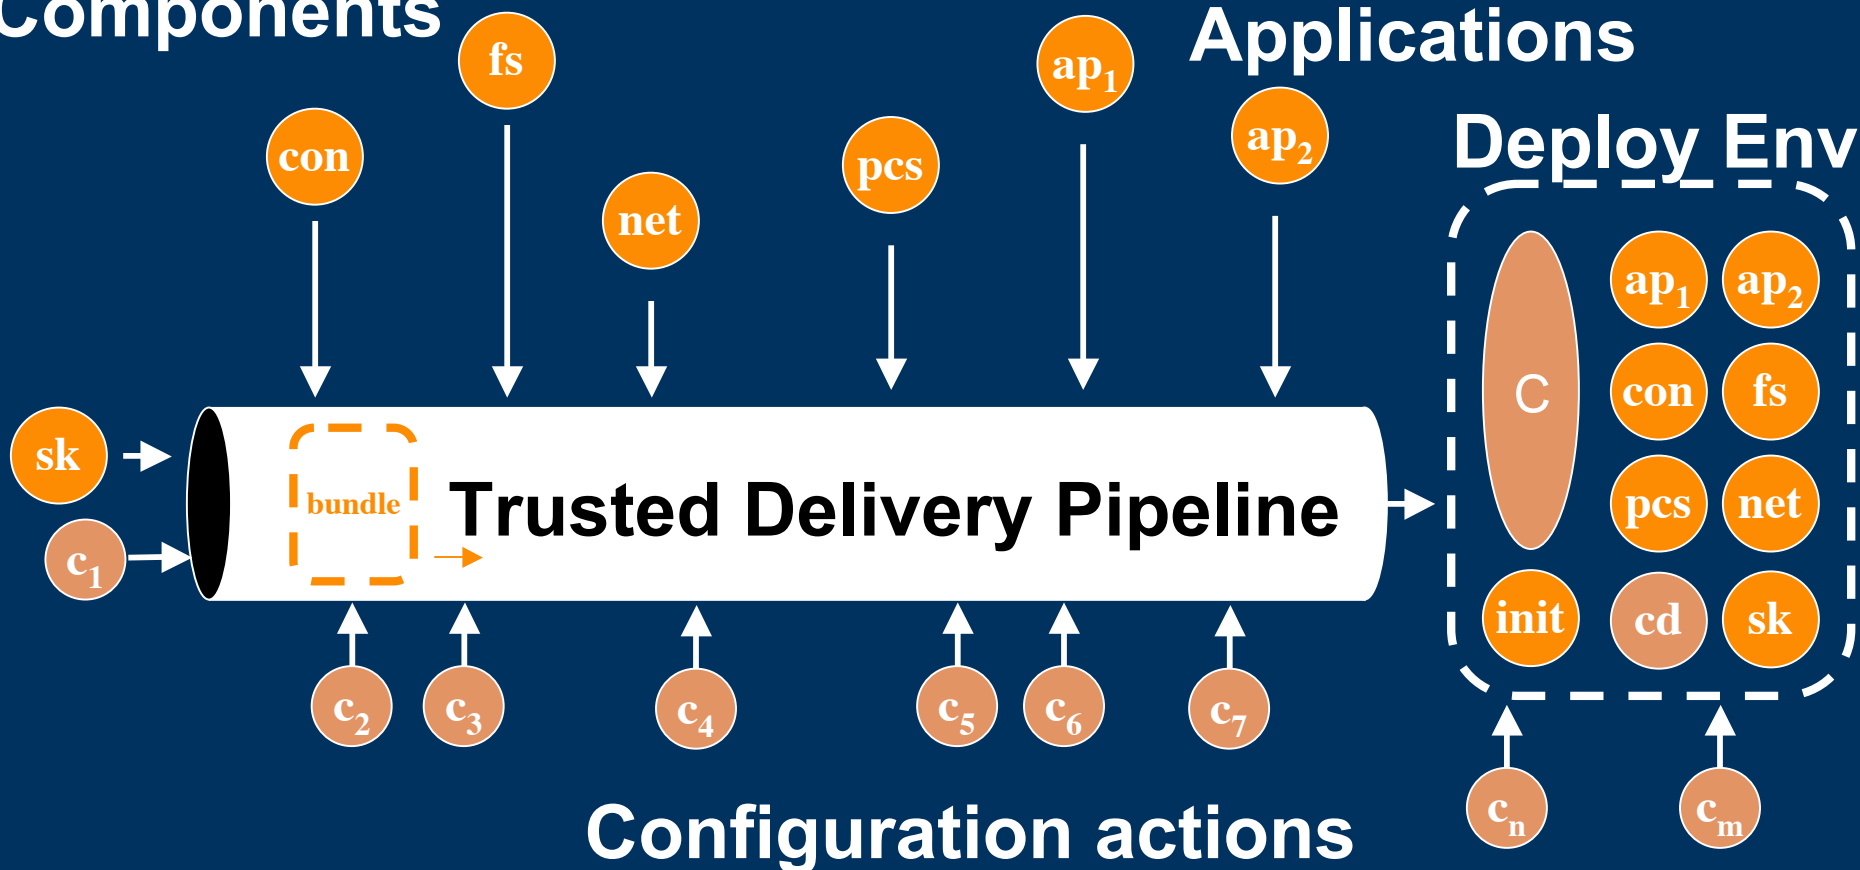 Components
Applications
fs
ap1
ap2
Deploy Env
con
pcs
net
ap1 ap2
C
con fs
sk
bundle
Trusted Delivery Pipeline
pcs net
c1
init cd sk
c2 c3 c4 c5 c6 c7
cn cm
Configuration actions